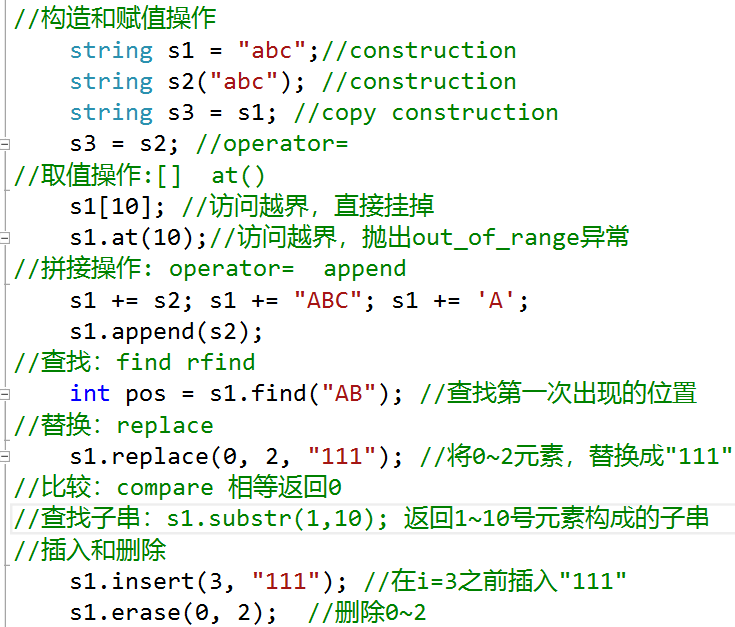 //构造和赋值操作
string s1 = "abc";//construction
string s2("abc"); //construction
string s3 = s1; //copy construction
s3 = s2; //operator=
//取值操作:[]  at()
s1[10]; //访问越界，直接挂掉
s1.at(10);//访问越界，抛出out_of_range异常
//拼接操作：operator=  append
s1 += s2; s1 += "ABC"; s1 += 'A';
s1.append(s2);
//查找：find rfind
int pos = s1.find("AB"); //查找第一次出现的位置
//替换：replace
s1.replace(0, 2, "111"); //将0~2元素，替换成"111"
//比较：compare 相等返回0
//查找子串：s1.substr(1,10); 返回1~10号元素构成的子串
//插入和删除
s1.insert(3, "111"); //在i=3之前插入"111"
s1.erase(0, 2);  //删除0~2